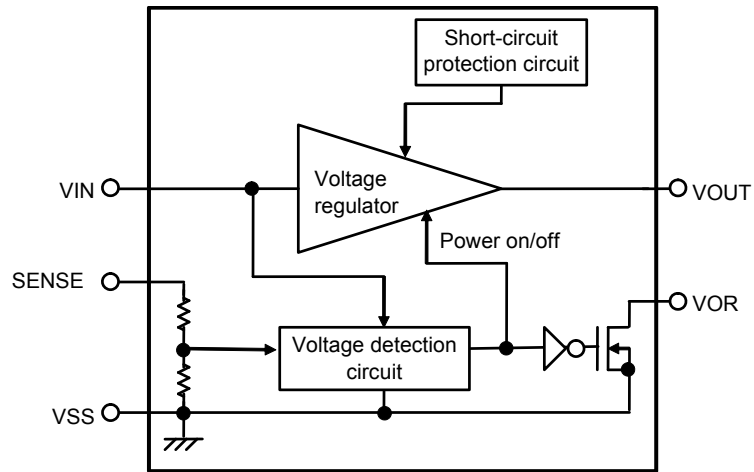 Short-circuit
protection circuit
VIN
Voltage
regulator
VOUT
Power on/off
SENSE
VOR
Voltage detection
circuit
VSS